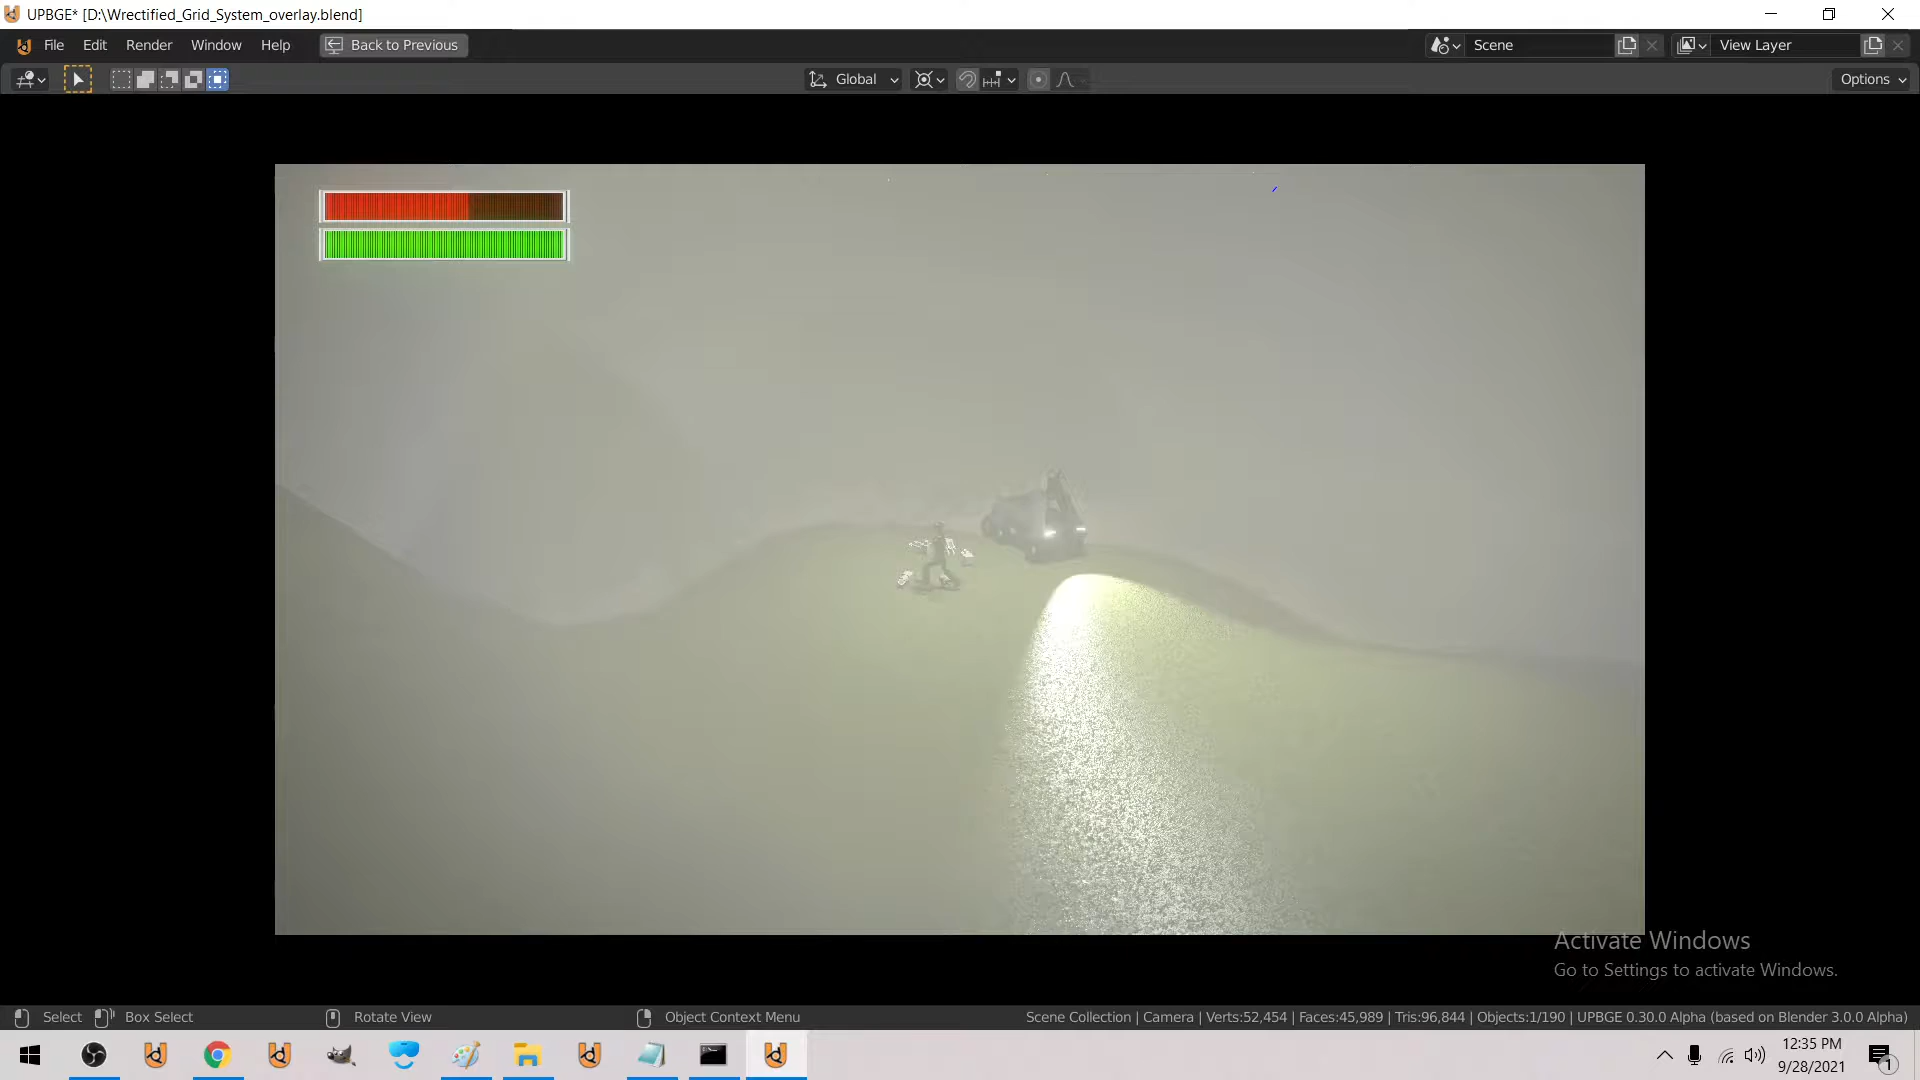 UPBGE* [D:\Wrectified_Grid_System_overlay.blend]
File Edit Render Window Help Back to Previous Scene View Layer
Global Options
Activate Windows
Go to Settings to activate Windows.
Select Box Select Rotate View Object Context Menu Scene Collection | Camera | Verts:52,454 | Faces:45,989 | Tris:96,844 | Objects:1/190 | UPBGE 0.30.0 Alpha (based on Blender 3.0.0 Alpha)
12:35 PM
9/28/2021
1